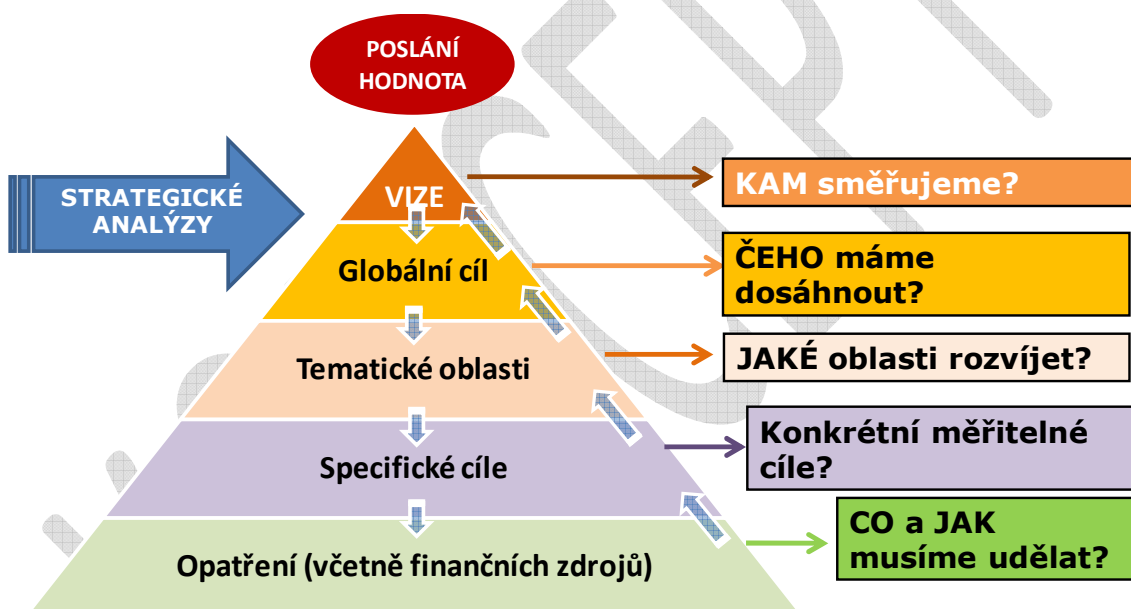 POSLÁNÍ
HODNOTA
STRATEGICKÉ
ANALÝZY
VIZE
KAM směřujeme?
Globální cíl
ČEHO máme
dosáhnout?
Tematické oblasti
JAKÉ oblasti rozvíjet?
Specifické cíle
Konkrétní měřitelné
cíle?
Opatření (včetně finančních zdrojů)
CO a JAK
musíme udělat?